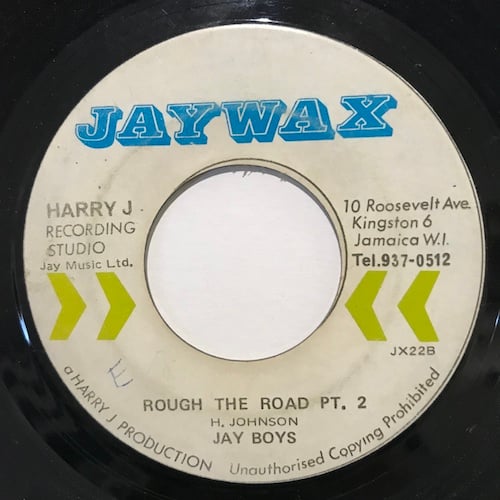 JAYWAX
HARRY J
RECORDING
STUDIO
Jay Music Ltd.
10 Roosevelt Ave.
Kingston 6
Jamaica W.I.
Tel.937-0512
JX22B
E
ROUGH THE ROAD PT. 2
H. JOHNSON
JAY BOYS
a HARRY J PRODUCTION
Unauthorised Copying Prohibited